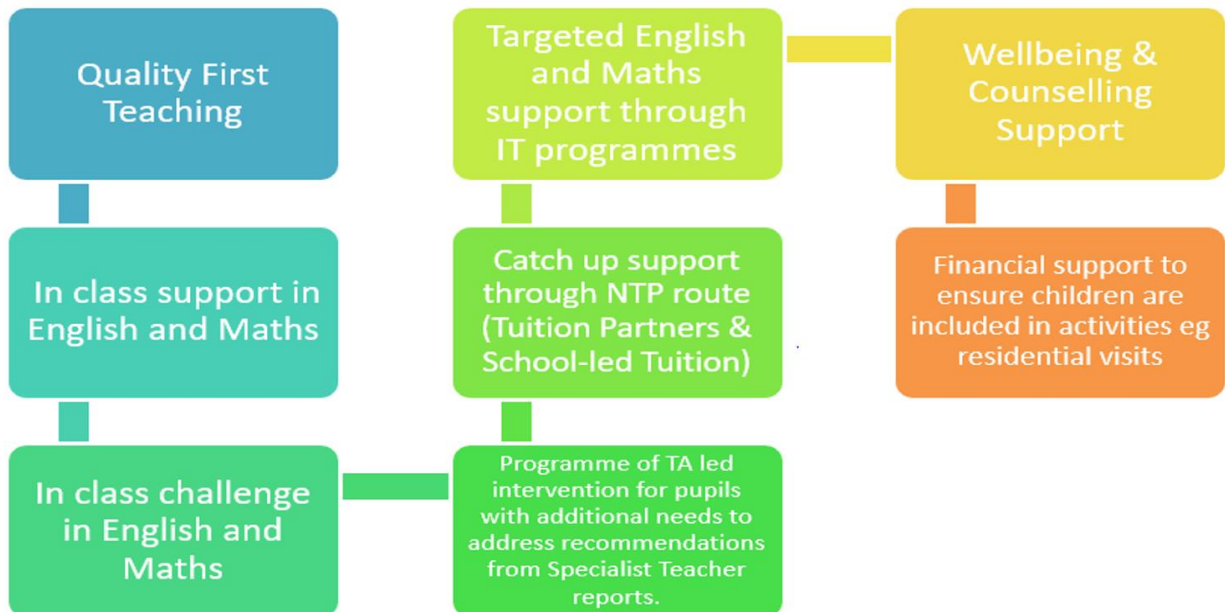 Quality First
Teaching
In class support in
English and Maths
In class challenge
in English and
Maths
Programme of TA led
intervention for pupils
with additional needs to
address recommendations
from Specialist Teacher
reports.
Catch up support
through NTP route
(Tuition Partners &
School-led Tuition)
Targeted English
and Maths
support through
IT programmes
Wellbeing &
Counselling
Support
Financial support to
ensure children are
included in activities eg
residential visits